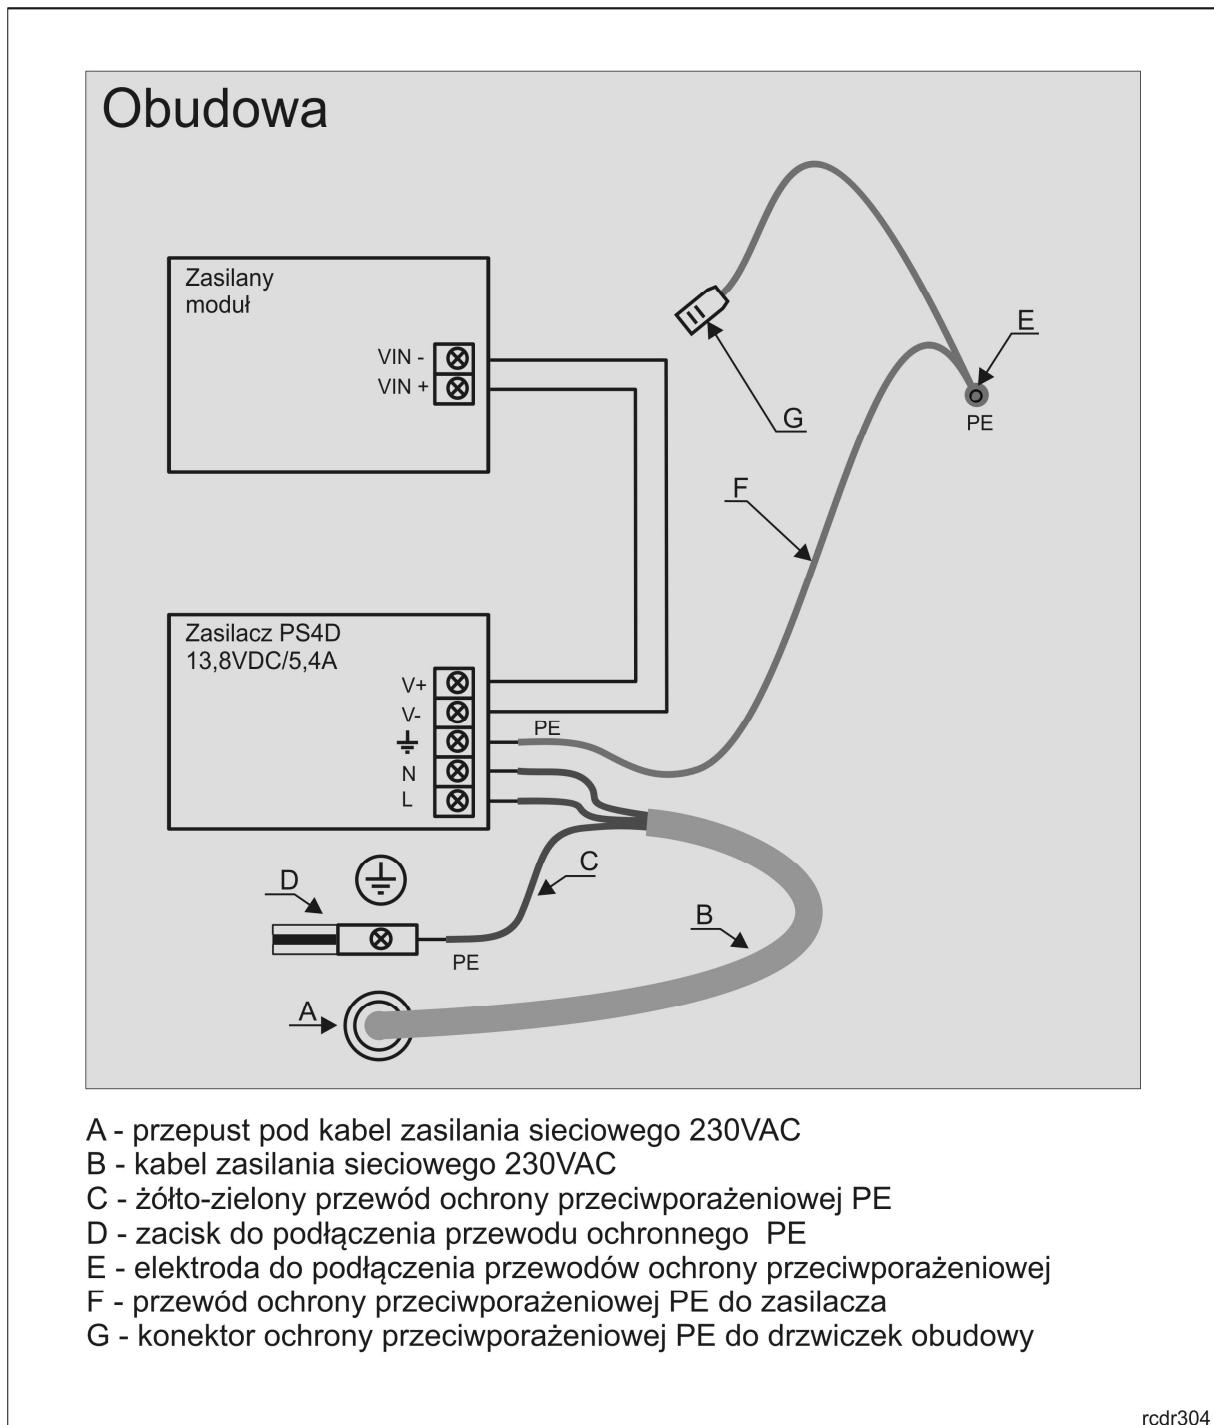 Obudowa
Zasilany
moduł
VIN -
VIN +
E
PE
G
F
Zasilacz PS4D
13,8VDC/5,4A
V+
V-
PE
N
L
C
D
B
PE
A
A - przepust pod kabel zasilania sieciowego 230VAC
B - kabel zasilania sieciowego 230VAC
C - żółto-zielony przewód ochrony przeciwporażeniowej PE
D - zacisk do podłączenia przewodu ochronnego  PE
E - elektroda do podłączenia przewodów ochrony przeciwporażeniowej
F - przewód ochrony przeciwporażeniowej PE do zasilacza
G - konektor ochrony przeciwporażeniowej PE do drzwiczek obudowy
rcdr304